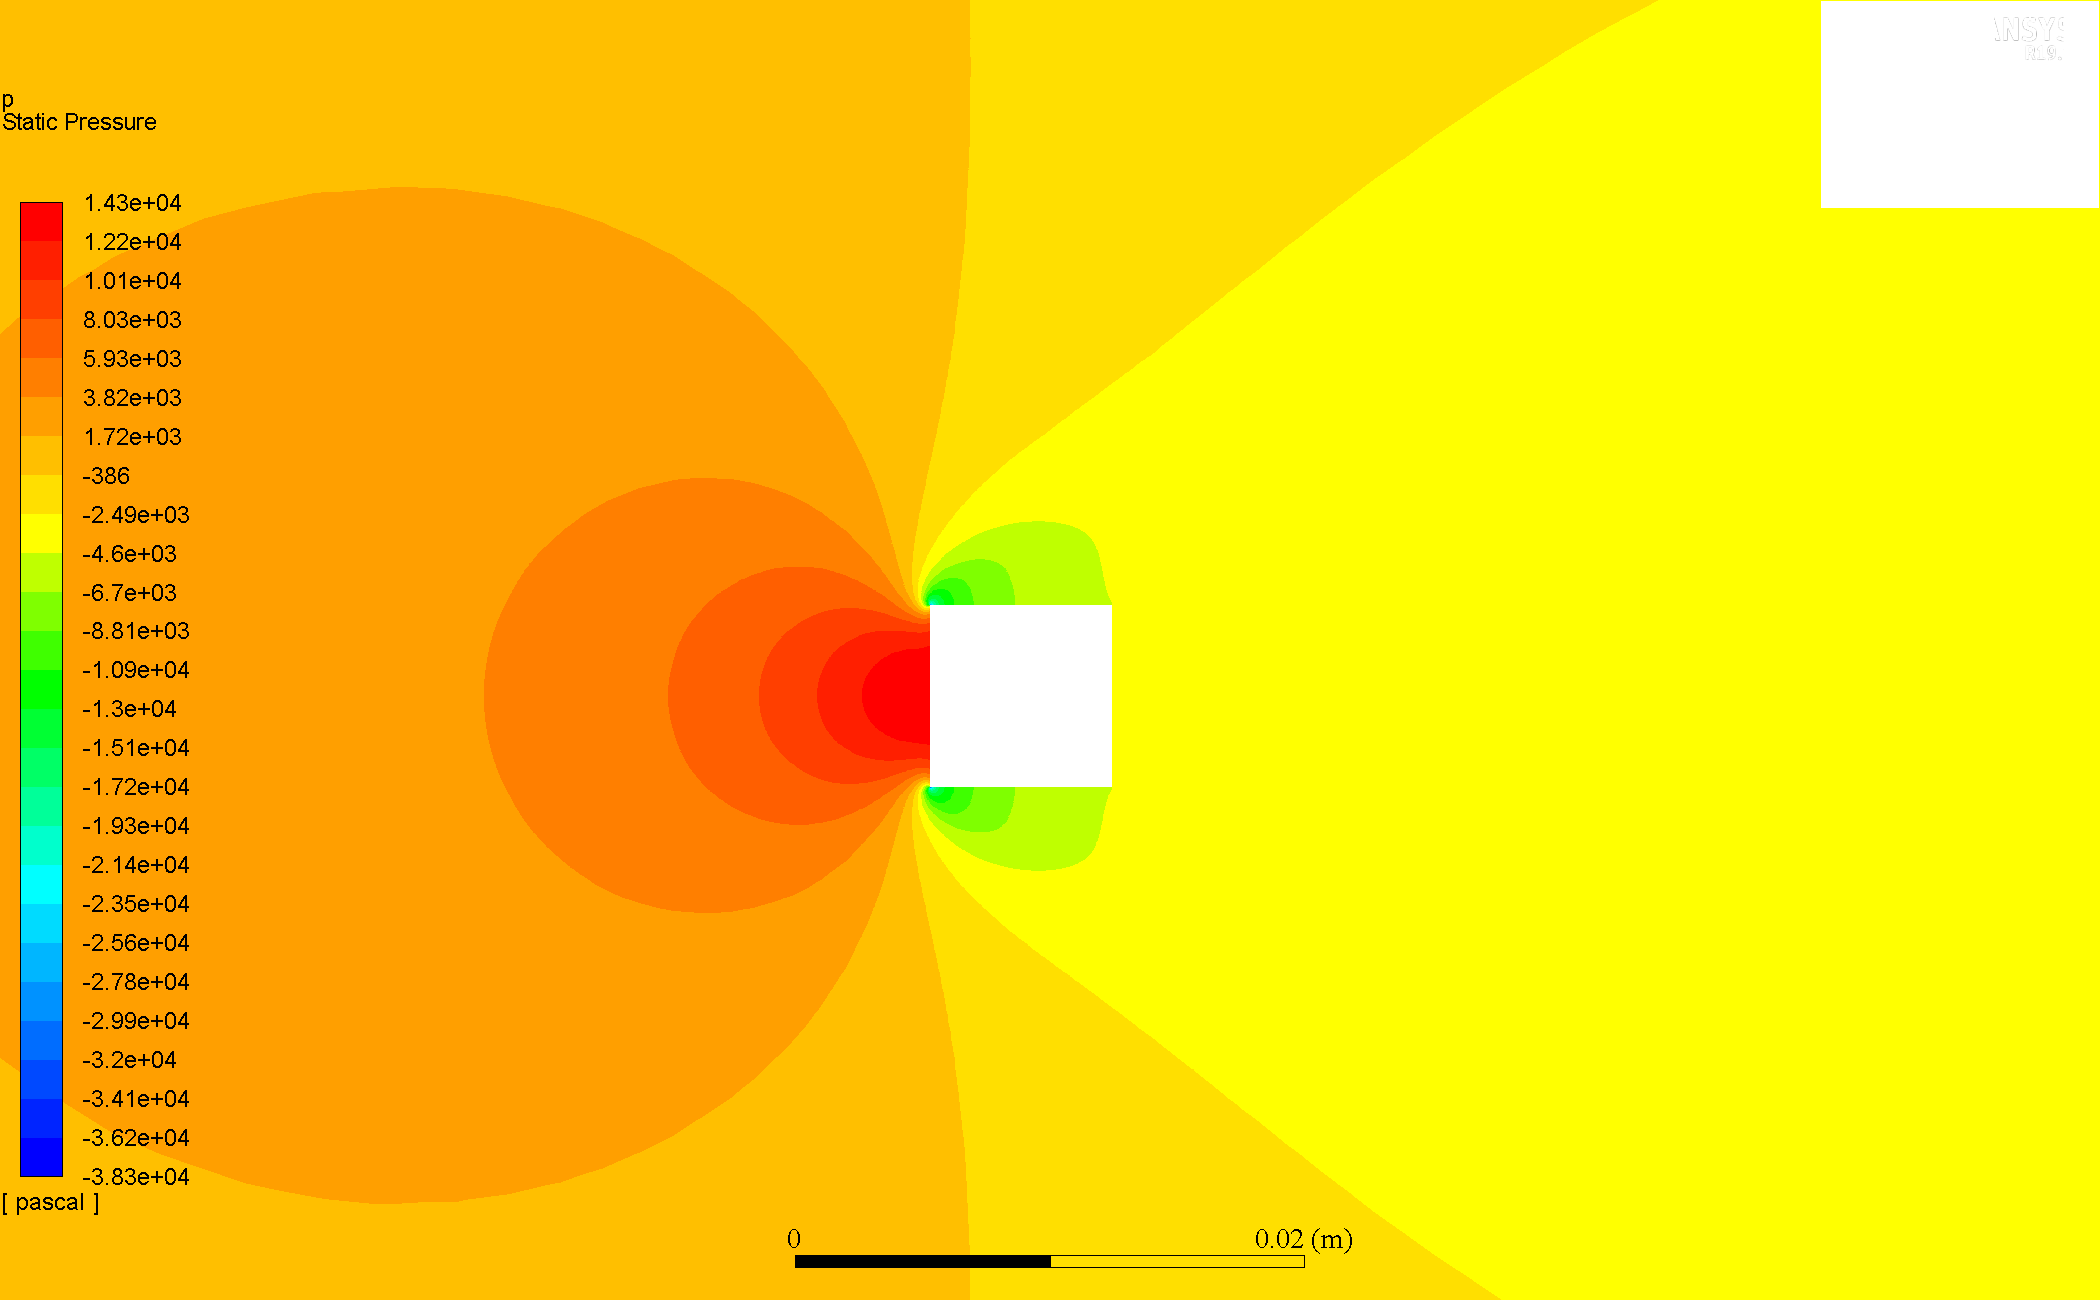 p
Static Pressure
1.43e+04
1.22e+04
1.01e+04
8.03e+03
5.93e+03
3.82e+03
1.72e+03
-386
-2.49e+03
-4.6e+03
-6.7e+03
-8.81e+03
-1.09e+04
-1.3e+04
-1.51e+04
-1.72e+04
-1.93e+04
-2.14e+04
-2.35e+04
-2.56e+04
-2.78e+04
-2.99e+04
-3.2e+04
-3.41e+04
-3.62e+04
-3.83e+04
[ pascal ]
0 0.02 (m)